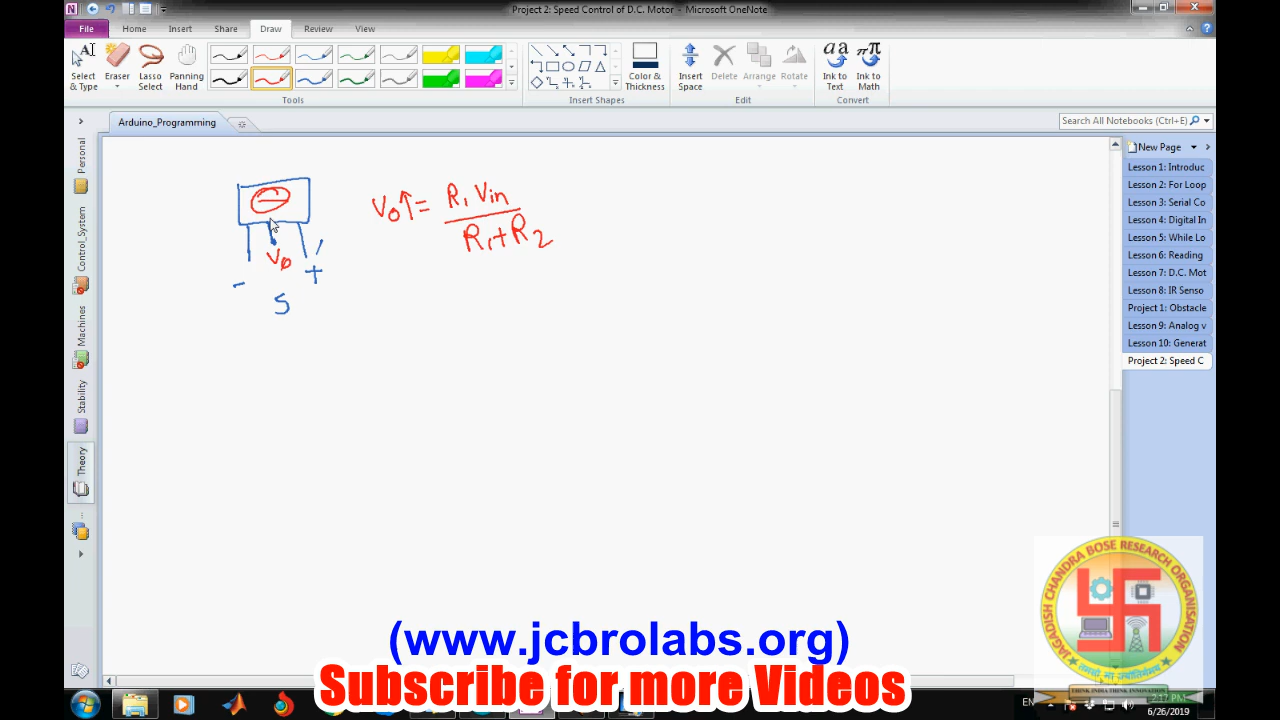 Project 2: Speed Control of D.C. Motor - Microsoft OneNote
File Home Insert Share Draw Review View
Select & Type
Eraser
Lasso Select
Panning Hand
Color & Thickness
Insert Space
Delete
Arrange
Rotate
Ink to Text
Ink to Math
Tools
Insert Shapes
Edit
Convert
Arduino_Programming
Search All Notebooks (Ctrl+E)
Personal
Control_System
Machines
Stability
Theory
New Page
Lesson 1: Introduc
Lesson 2: For Loop
Lesson 3: Serial Co
Lesson 4: Digital In
Lesson 5: While Lo
Lesson 6: Reading
Lesson 7: D.C. Mot
Lesson 8: IR Senso
Project 1: Obstacle
Lesson 9: Analog v
Lesson 10: Generat
Project 2: Speed C
V0↑ = R1 Vin
R1+R2
V0
- +
5
JAGADISH CHANDRA BOSE RESEARCH ORGANISATION
THINK INDIA THINK INNOVATION
(www.jcbrolabs.org)
Subscribe for more Videos
EN
2:17 PM
6/26/2019